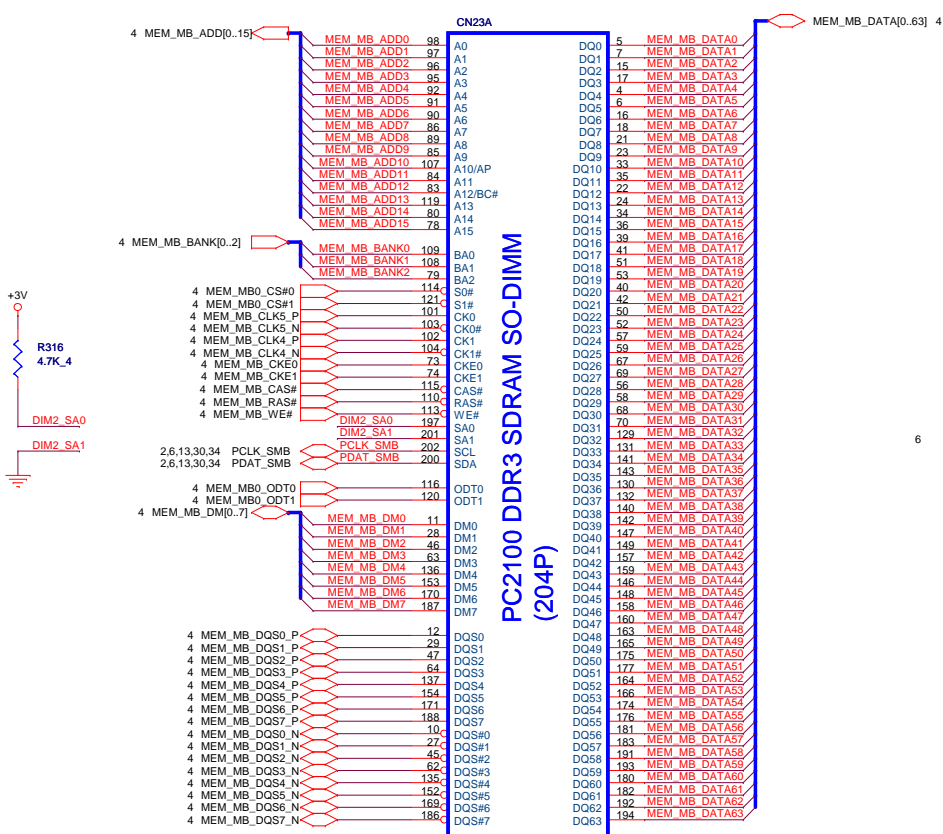 CN23A
4 MEM_MB_ADD[0..15]
MEM_MB_DATA[0..63] 4
MEM_MB_ADD0 98 A0
MEM_MB_ADD1 97 A1
MEM_MB_ADD2 96 A2
MEM_MB_ADD3 95 A3
MEM_MB_ADD4 92 A4
MEM_MB_ADD5 91 A5
MEM_MB_ADD6 90 A6
MEM_MB_ADD7 86 A7
MEM_MB_ADD8 89 A8
MEM_MB_ADD9 85 A9
MEM_MB_ADD10 107 A10/AP
MEM_MB_ADD11 84 A11
MEM_MB_ADD12 83 A12/BC#
MEM_MB_ADD13 119 A13
MEM_MB_ADD14 80 A14
MEM_MB_ADD15 78 A15
4 MEM_MB_BANK[0..2]
MEM_MB_BANK0 109 BA0
MEM_MB_BANK1 108 BA1
MEM_MB_BANK2 79 BA2
4 MEM_MB0_CS#0 114 S0#
4 MEM_MB0_CS#1 121 S1#
4 MEM_MB_CLK5_P 101 CK0
4 MEM_MB_CLK5_N 103 CK0#
4 MEM_MB_CLK4_P 102 CK1
4 MEM_MB_CLK4_N 104 CK1#
4 MEM_MB_CKE0 73 CKE0
4 MEM_MB_CKE1 74 CKE1
4 MEM_MB_CAS# 115 CAS#
4 MEM_MB_RAS# 110 RAS#
4 MEM_MB_WE# 113 WE#
DIM2_SA0 197 SA0
DIM2_SA1 201 SA1
2,6,13,30,34 PCLK_SMB PCLK_SMB 202 SCL
2,6,13,30,34 PDAT_SMB PDAT_SMB 200 SDA
4 MEM_MB0_ODT0 116 ODT0
4 MEM_MB0_ODT1 120 ODT1
4 MEM_MB_DM[0..7]
MEM_MB_DM0 11 DM0
MEM_MB_DM1 28 DM1
MEM_MB_DM2 46 DM2
MEM_MB_DM3 63 DM3
MEM_MB_DM4 136 DM4
MEM_MB_DM5 153 DM5
MEM_MB_DM6 170 DM6
MEM_MB_DM7 187 DM7
4 MEM_MB_DQS0_P 12 DQS0
4 MEM_MB_DQS1_P 29 DQS1
4 MEM_MB_DQS2_P 47 DQS2
4 MEM_MB_DQS3_P 64 DQS3
4 MEM_MB_DQS4_P 137 DQS4
4 MEM_MB_DQS5_P 154 DQS5
4 MEM_MB_DQS6_P 171 DQS6
4 MEM_MB_DQS7_P 188 DQS7
4 MEM_MB_DQS0_N 10 DQS#0
4 MEM_MB_DQS1_N 27 DQS#1
4 MEM_MB_DQS2_N 45 DQS#2
4 MEM_MB_DQS3_N 62 DQS#3
4 MEM_MB_DQS4_N 135 DQS#4
4 MEM_MB_DQS5_N 152 DQS#5
4 MEM_MB_DQS6_N 169 DQS#6
4 MEM_MB_DQS7_N 186 DQS#7
+3V
R316
4.7K_4
DIM2_SA0
DIM2_SA1
PC2100 DDR3 SDRAM SO-DIMM
(204P)
DQ0 5 MEM_MB_DATA0
DQ1 7 MEM_MB_DATA1
DQ2 15 MEM_MB_DATA2
DQ3 17 MEM_MB_DATA3
DQ4 4 MEM_MB_DATA4
DQ5 6 MEM_MB_DATA5
DQ6 16 MEM_MB_DATA6
DQ7 18 MEM_MB_DATA7
DQ8 21 MEM_MB_DATA8
DQ9 23 MEM_MB_DATA9
DQ10 33 MEM_MB_DATA10
DQ11 35 MEM_MB_DATA11
DQ12 22 MEM_MB_DATA12
DQ13 24 MEM_MB_DATA13
DQ14 34 MEM_MB_DATA14
DQ15 36 MEM_MB_DATA15
DQ16 39 MEM_MB_DATA16
DQ17 41 MEM_MB_DATA17
DQ18 51 MEM_MB_DATA18
DQ19 53 MEM_MB_DATA19
DQ20 40 MEM_MB_DATA20
DQ21 42 MEM_MB_DATA21
DQ22 50 MEM_MB_DATA22
DQ23 52 MEM_MB_DATA23
DQ24 57 MEM_MB_DATA24
DQ25 59 MEM_MB_DATA25
DQ26 67 MEM_MB_DATA26
DQ27 69 MEM_MB_DATA27
DQ28 56 MEM_MB_DATA28
DQ29 58 MEM_MB_DATA29
DQ30 68 MEM_MB_DATA30
DQ31 70 MEM_MB_DATA31
DQ32 129 MEM_MB_DATA32
DQ33 131 MEM_MB_DATA33
DQ34 141 MEM_MB_DATA34
DQ35 143 MEM_MB_DATA35
DQ36 130 MEM_MB_DATA36
DQ37 132 MEM_MB_DATA37
DQ38 140 MEM_MB_DATA38
DQ39 142 MEM_MB_DATA39
DQ40 147 MEM_MB_DATA40
DQ41 149 MEM_MB_DATA41
DQ42 157 MEM_MB_DATA42
DQ43 159 MEM_MB_DATA43
DQ44 146 MEM_MB_DATA44
DQ45 148 MEM_MB_DATA45
DQ46 158 MEM_MB_DATA46
DQ47 160 MEM_MB_DATA47
DQ48 163 MEM_MB_DATA48
DQ49 165 MEM_MB_DATA49
DQ50 175 MEM_MB_DATA50
DQ51 177 MEM_MB_DATA51
DQ52 164 MEM_MB_DATA52
DQ53 166 MEM_MB_DATA53
DQ54 174 MEM_MB_DATA54
DQ55 176 MEM_MB_DATA55
DQ56 181 MEM_MB_DATA56
DQ57 183 MEM_MB_DATA57
DQ58 191 MEM_MB_DATA58
DQ59 193 MEM_MB_DATA59
DQ60 180 MEM_MB_DATA60
DQ61 182 MEM_MB_DATA61
DQ62 192 MEM_MB_DATA62
DQ63 194 MEM_MB_DATA63
6